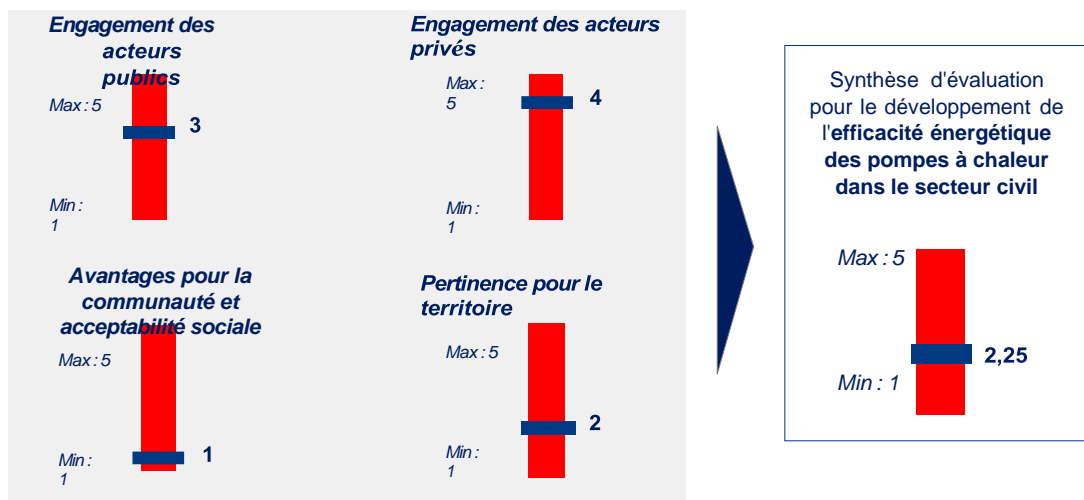 Engagement des
acteurs
publics
Max : 5
3
Min :
1
Engagement des acteurs
privés
Max :
5
4
Min :
1
Avantages pour la
communauté et
acceptabilité sociale
Max : 5
Min :
1
1
Pertinence pour le
territoire
Max : 5
2
Min :
1
Synthèse d'évaluation
pour le développement de
l'efficacité énergétique
des pompes à chaleur
dans le secteur civil
Max : 5
2,25
Min : 1